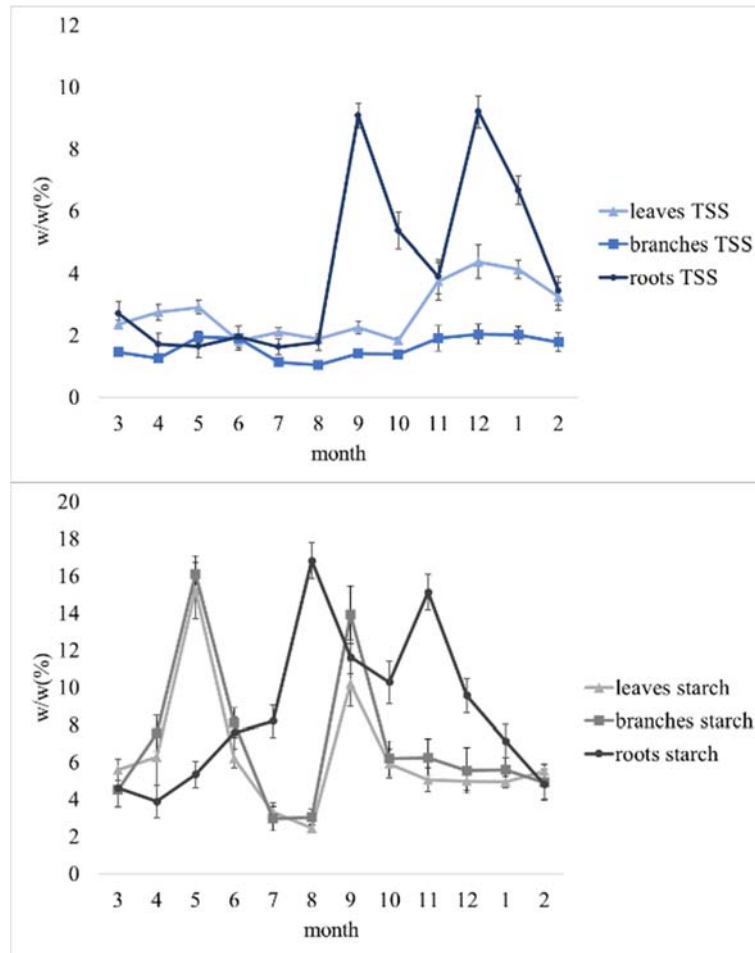 12
10
8
6
4
2
0
w/w(%)
3 4 5 6 7 8 9 10 11 12 1 2
month
leaves TSS
branches TSS
roots TSS
20
18
16
14
12
10
8
6
4
2
0
w/w(%)
3 4 5 6 7 8 9 10 11 12 1 2
month
leaves starch
branches starch
roots starch